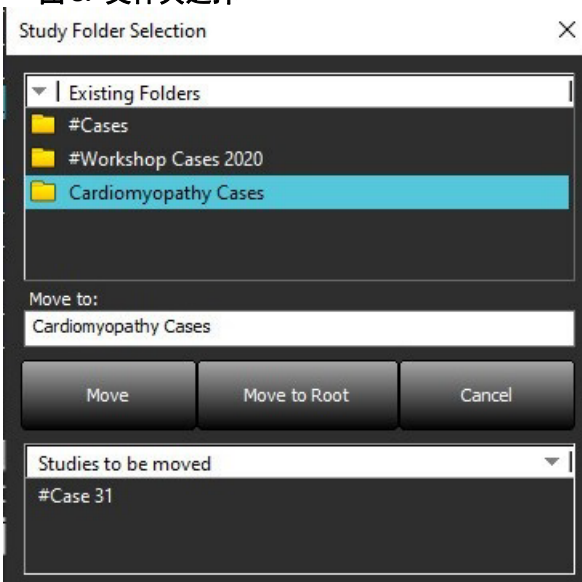 Study Folder Selection
Existing Folders
#Cases
#Workshop Cases 2020
Cardiomyopathy Cases
Move to:
Cardiomyopathy Cases
Move Move to Root Cancel
Studies to be moved
#Case 31